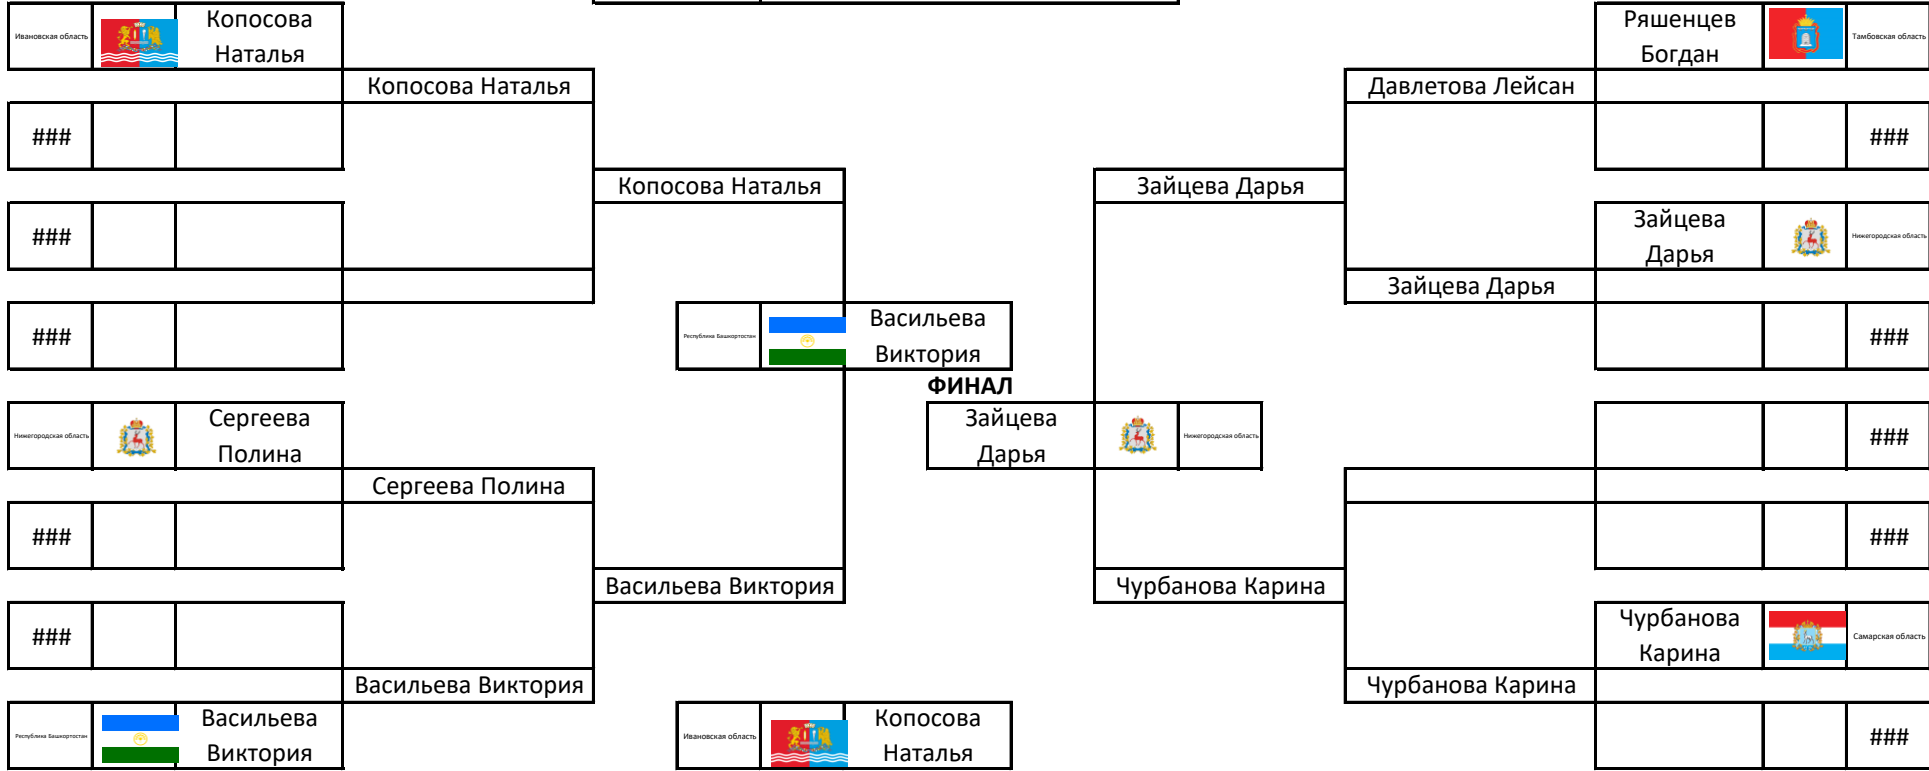 Ивановская область
Копосова
Наталья
Ряшенцев
Богдан
Тамбовская область
Копосова Наталья
Давлетова Лейсан
###
###
Копосова Наталья
Зайцева Дарья
###
Зайцева
Дарья
Нижегородская область
Зайцева Дарья
###
Республика Башкортостан
Васильева
Виктория
###
ФИНАЛ
Нижегородская область
Сергеева
Полина
Зайцева
Дарья
Нижегородская область
###
Сергеева Полина
###
###
Васильева Виктория
Чурбанова Карина
###
Чурбанова
Карина
Самарская область
Васильева Виктория
Чурбанова Карина
Республика Башкортостан
Васильева
Виктория
Ивановская область
Копосова
Наталья
###